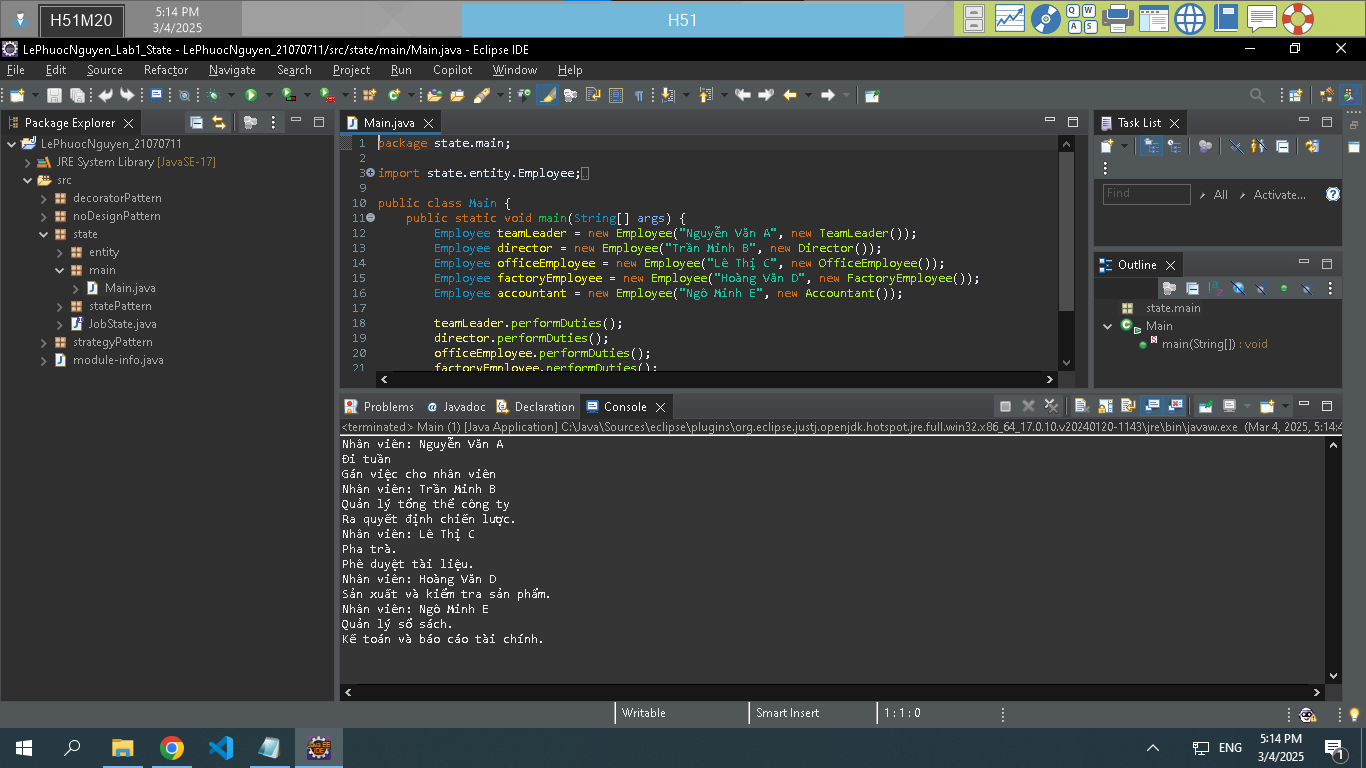 H51M20
5:14 PM
3/4/2025
H51
LePhuocNguyen_Lab1_State - LePhuocNguyen_21070711/src/state/main/Main.java - Eclipse IDE
File Edit Source Refactor Navigate Search Project Run Copilot Window Help
Package Explorer
LePhuocNguyen_21070711
JRE System Library [JavaSE-17]
src
decoratorPattern
noDesignPattern
state
entity
main
Main.java
statePattern
JobState.java
strategyPattern
module-info.java
Main.java
1 package state.main;
2
3 import state.entity.Employee;
9
10 public class Main {
11 public static void main(String[] args) {
12 Employee teamLeader = new Employee("Nguyễn Văn A", new TeamLeader());
13 Employee director = new Employee("Trần Minh B", new Director());
14 Employee officeEmployee = new Employee("Lê Thị C", new OfficeEmployee());
15 Employee factoryEmployee = new Employee("Hoàng Văn D", new FactoryEmployee());
16 Employee accountant = new Employee("Ngô Minh E", new Accountant());
17
18 teamLeader.performDuties();
19 director.performDuties();
20 officeEmployee.performDuties();
21 factoryEmployee.performDuties();
Task List
Find All Activate...
Outline
state.main
Main
main(String[]) : void
Problems Javadoc Declaration Console
<terminated> Main (1) [Java Application] C:\Java\Sources\eclipse\plugins\org.eclipse.justj.openjdk.hotspot.jre.full.win32.x86_64_17.0.10.v20240120-1143\jre\bin\javaw.exe (Mar 4, 2025, 5:14:4
Nhân viên: Nguyễn Văn A
Đi tuần
Gán việc cho nhân viên
Nhân viên: Trần Minh B
Quản lý tổng thể công ty
Ra quyết định chiến lược.
Nhân viên: Lê Thị C
Pha trà.
Phê duyệt tài liệu.
Nhân viên: Hoàng Văn D
Sản xuất và kiểm tra sản phẩm.
Nhân viên: Ngô Minh E
Quản lý sổ sách.
Kế toán và báo cáo tài chính.
Writable Smart Insert 1 : 1 : 0
ENG
5:14 PM
3/4/2025
1